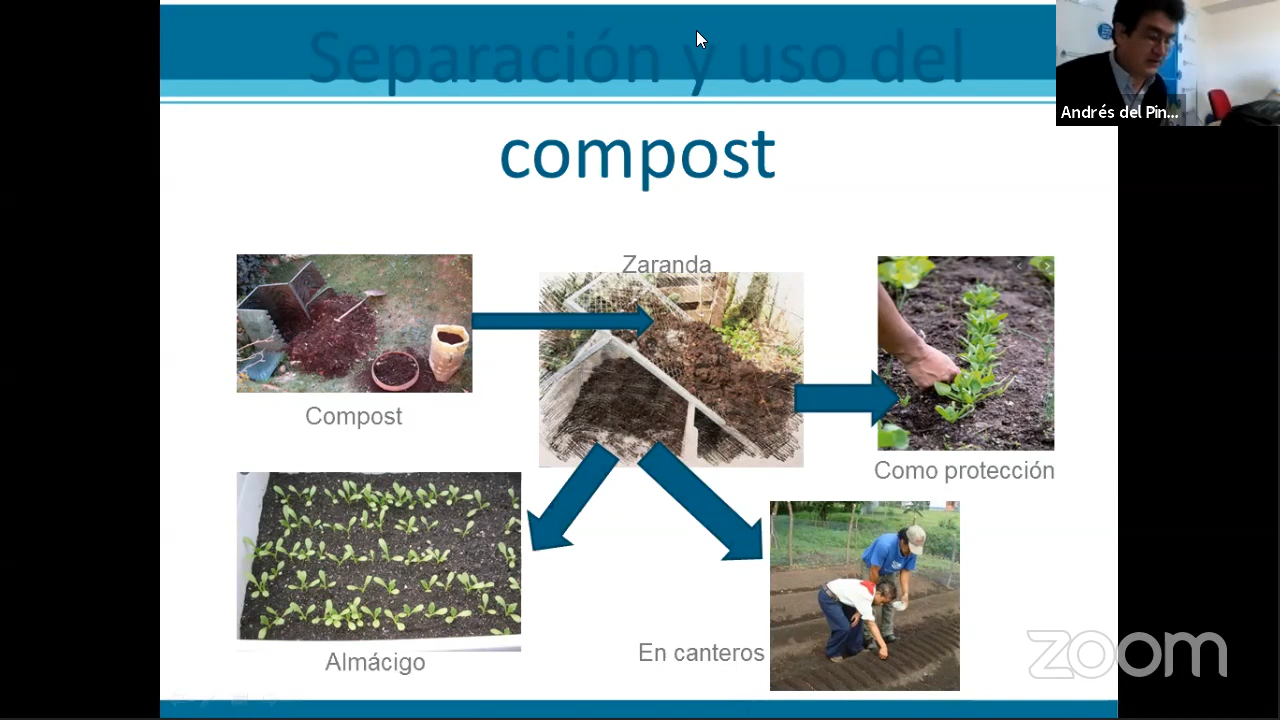 Separación y uso del
compost
Andrés del Pin...
Zaranda
Compost
Como protección
Almácigo
En canteros
zoom